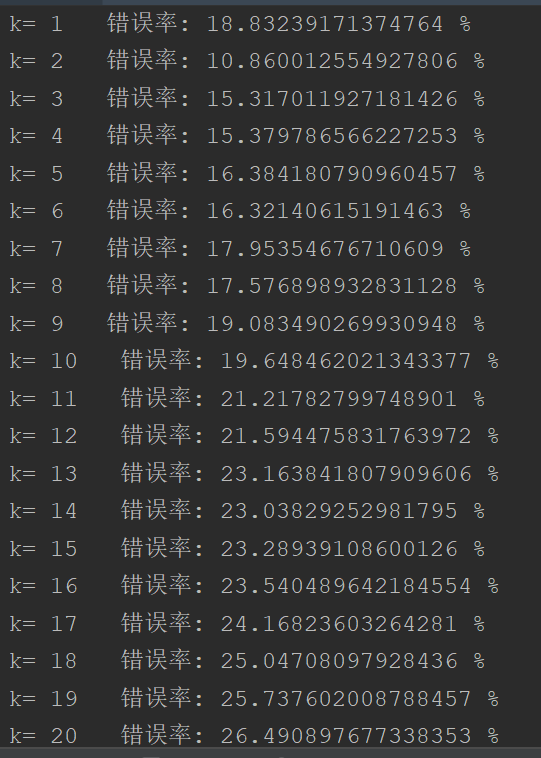 k= 1   错误率: 18.83239171374764 %
k= 2   错误率: 10.860012554927806 %
k= 3   错误率: 15.317011927181426 %
k= 4   错误率: 15.379786566227253 %
k= 5   错误率: 16.384180790960457 %
k= 6   错误率: 16.32140615191463 %
k= 7   错误率: 17.95354676710609 %
k= 8   错误率: 17.576898932831128 %
k= 9   错误率: 19.083490269930948 %
k= 10   错误率: 19.648462021343377 %
k= 11   错误率: 21.21782799748901 %
k= 12   错误率: 21.594475831763972 %
k= 13   错误率: 23.163841807909606 %
k= 14   错误率: 23.03829252981795 %
k= 15   错误率: 23.28939108600126 %
k= 16   错误率: 23.540489642184554 %
k= 17   错误率: 24.16823603264281 %
k= 18   错误率: 25.04708097928436 %
k= 19   错误率: 25.737602008788457 %
k= 20   错误率: 26.490897677338353 %